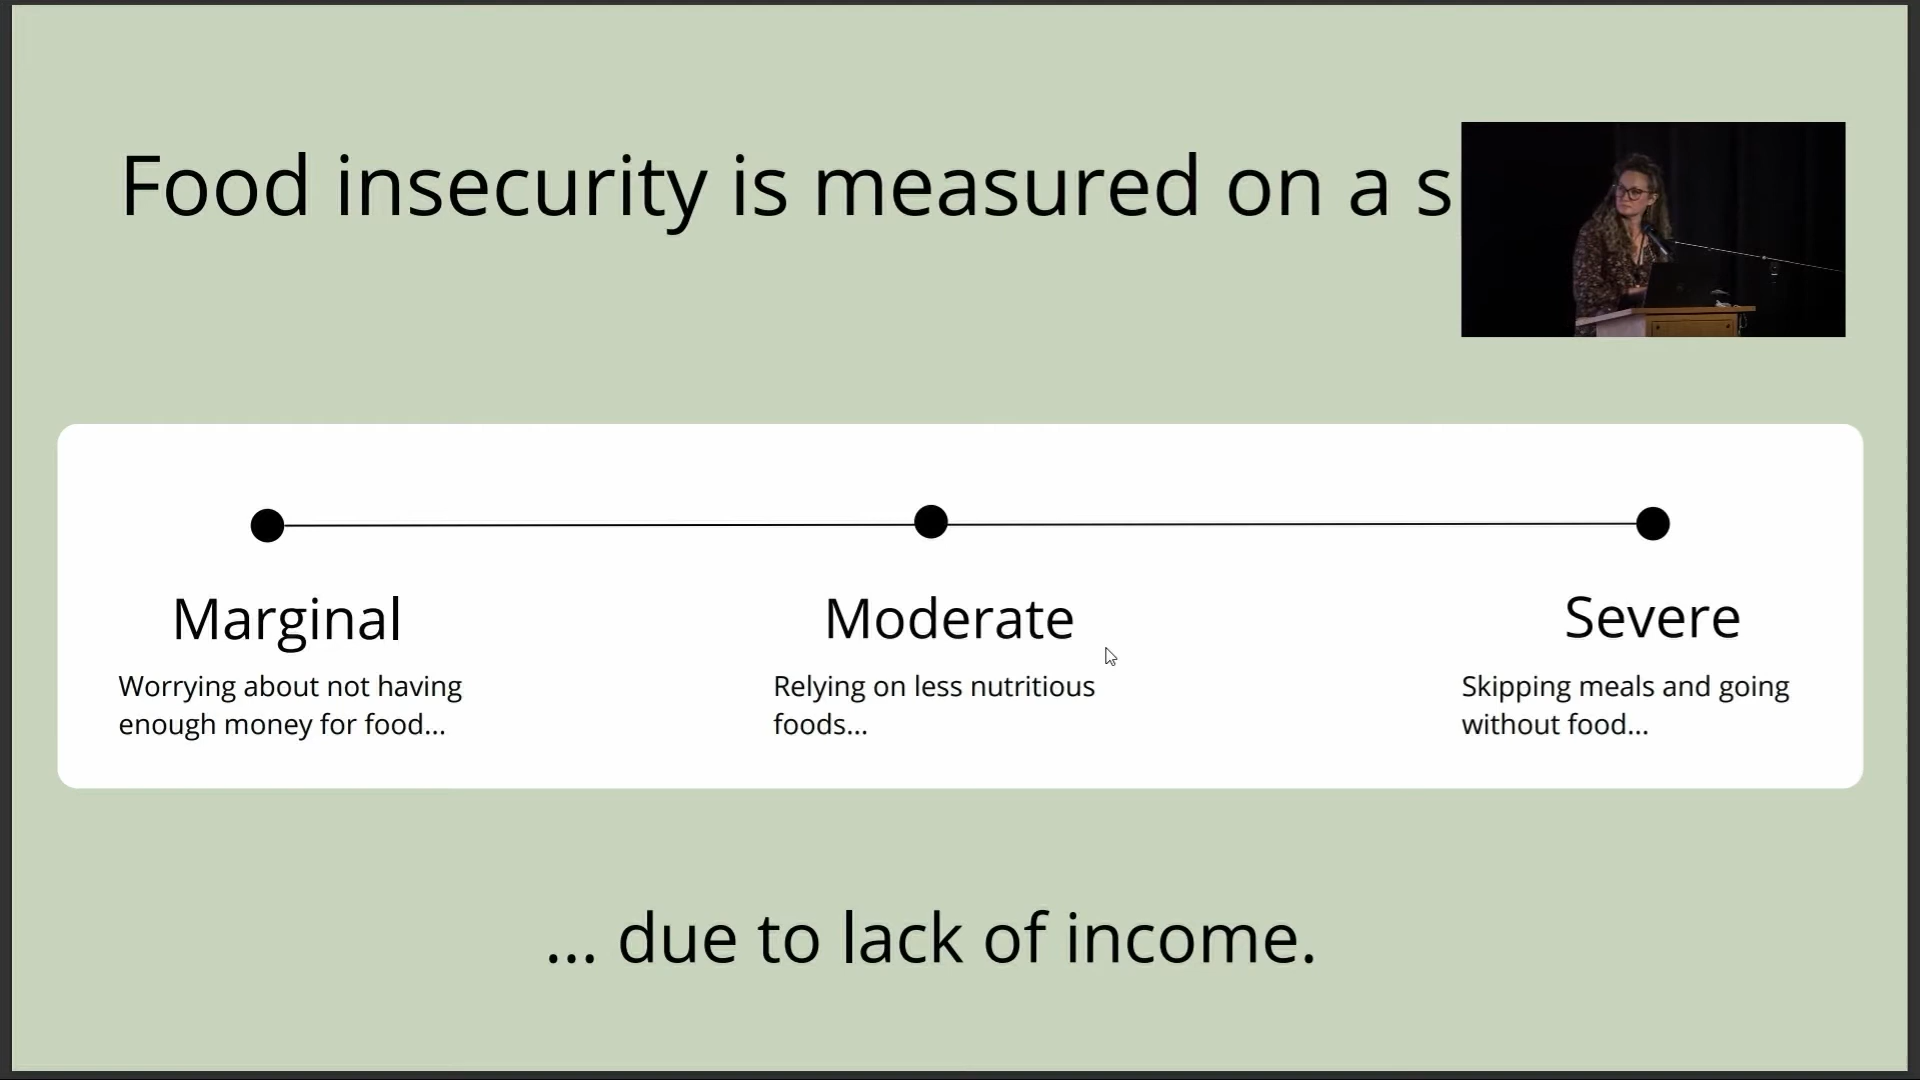 Food insecurity is measured on a s
Marginal
Worrying about not having
enough money for food...
Moderate
Relying on less nutritious
foods...
Severe
Skipping meals and going
without food...
... due to lack of income.